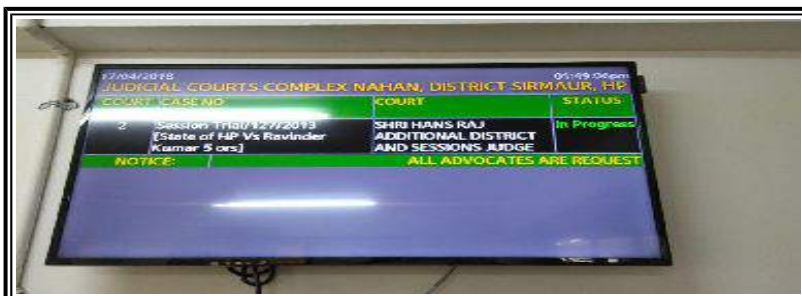 17/04/2018 05:49:06pm
JUDICIAL COURTS COMPLEX NAHAN, DISTRICT SIRMAUR, HP
COURT CASE NO COURT STATUS
2 Session Trial/127/2013 SHRI HANS RAJ In Progress
[State of HP Vs Ravinder ADDITIONAL DISTRICT
Kumar 5 ors] AND SESSIONS JUDGE
NOTICE: ALL ADVOCATES ARE REQUEST